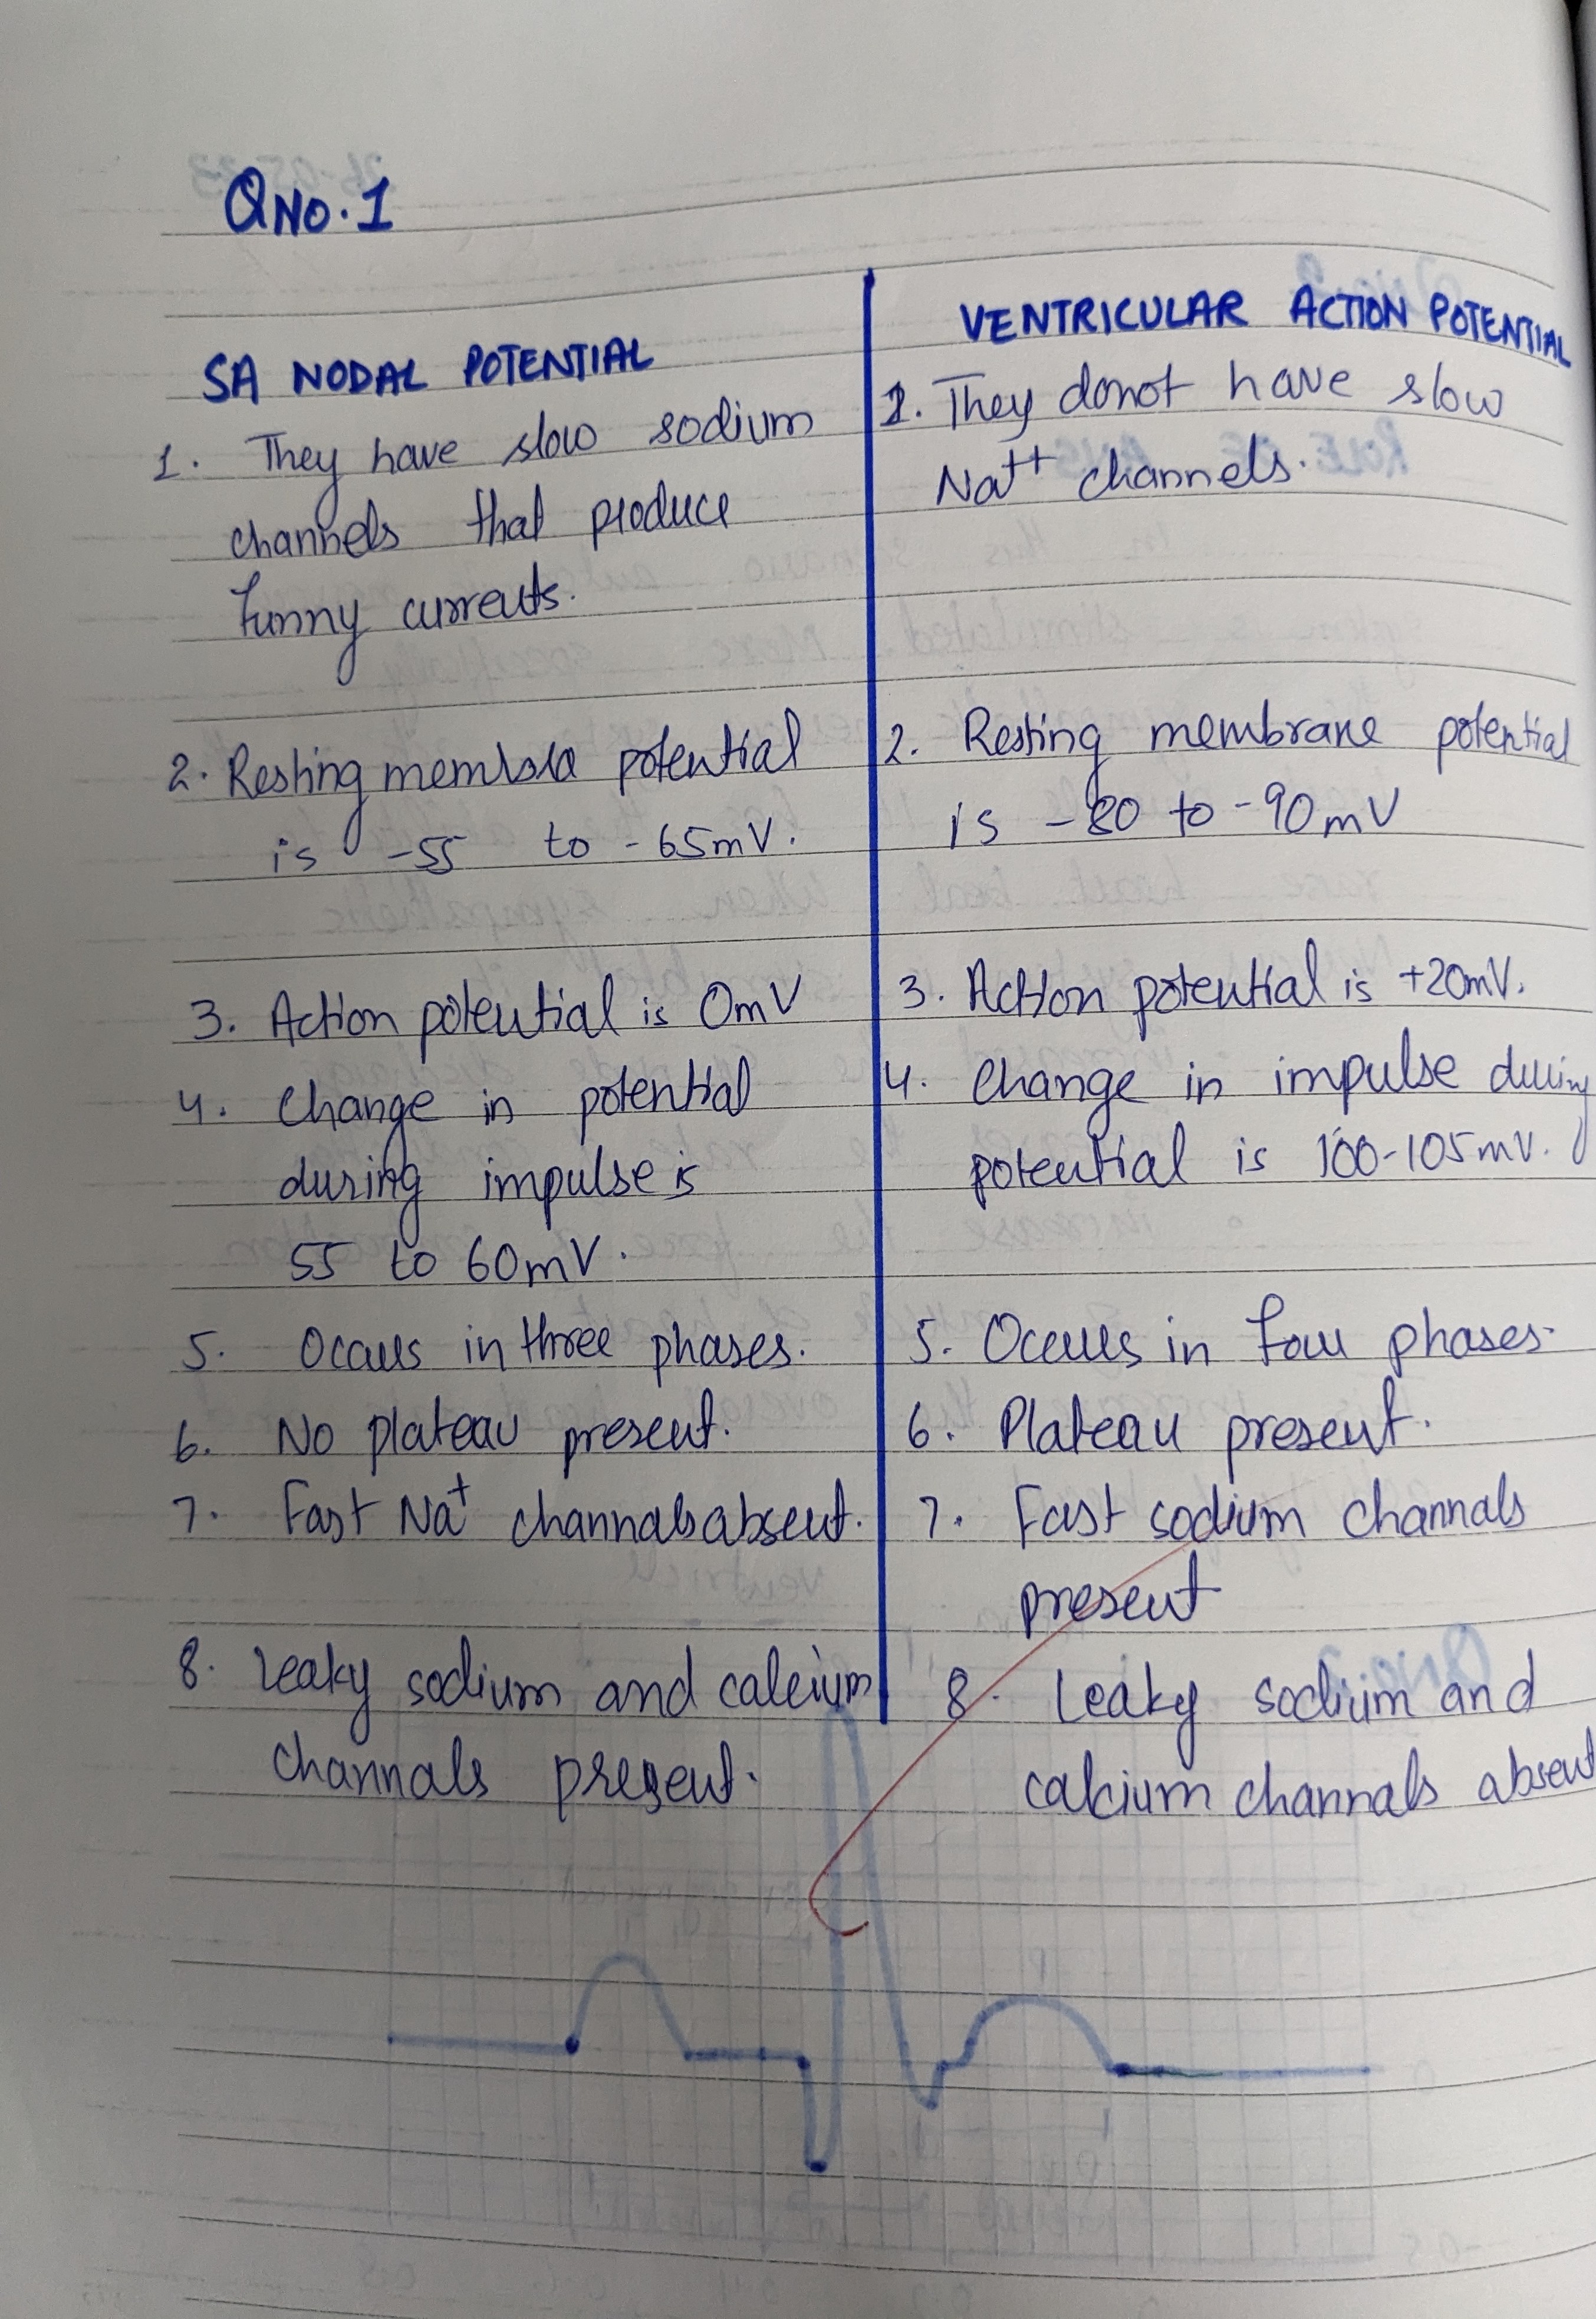 QNO.1
SA NODAL POTENTIAL
1. They have slow sodium
channels that produce
funny currents.
2. Resting membra potential
is -55 to -65mV.
3. Action potential is 0mV
4. Change in potential
during impulse is
55 to 60mV.
5. Occurs in three phases.
6. No plateau present.
7. Fast Na+ channals absent.
8. Leaky sodium and calcium
channals present.
VENTRICULAR ACTION POTENTIAL
1. They donot have slow
Na++ channels.
2. Resting membrane potential
is -80 to -90mV
3. Action potential is +20mV.
4. Change in impulse during
potential is 100-105mV.
5. Occurs in four phases.
6. Plateau present.
7. Fast sodium channals
present
8. Leaky sodium and
calcium channals absent